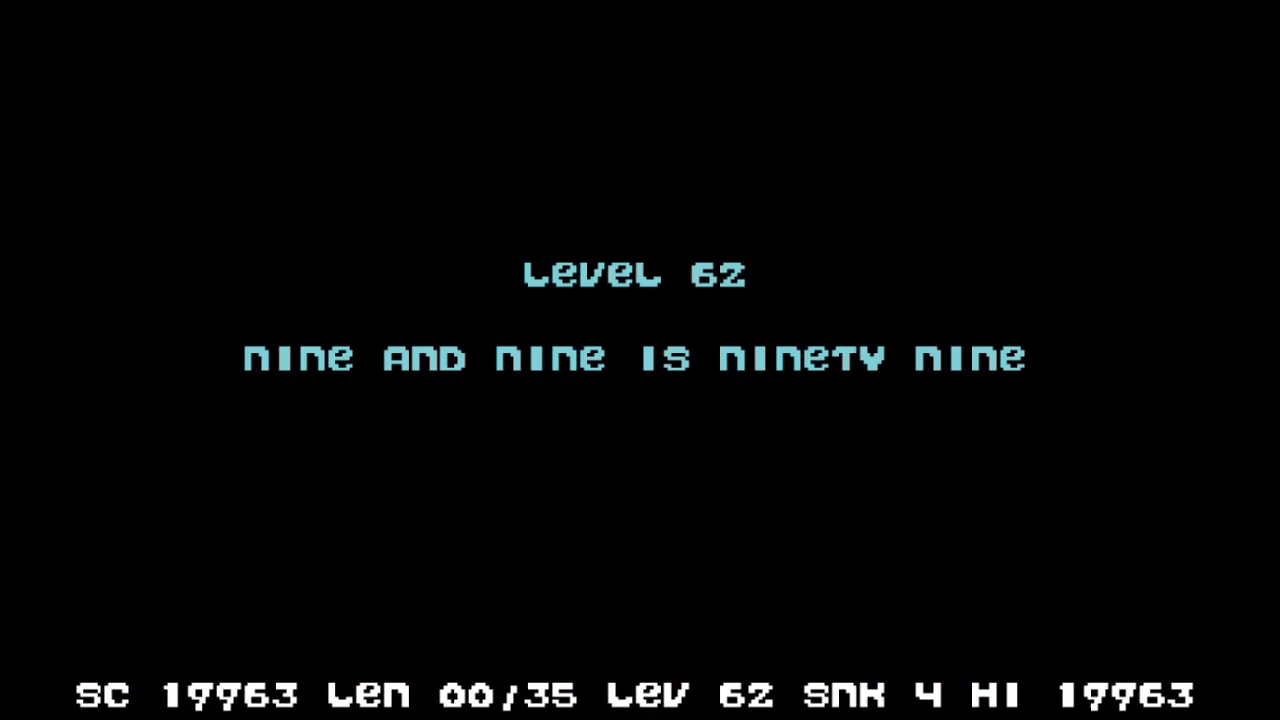 Level 62
nine AND nine is ninety nine
SC 19963 Len 00/35 Lev 62 SNK 4 HI 19963